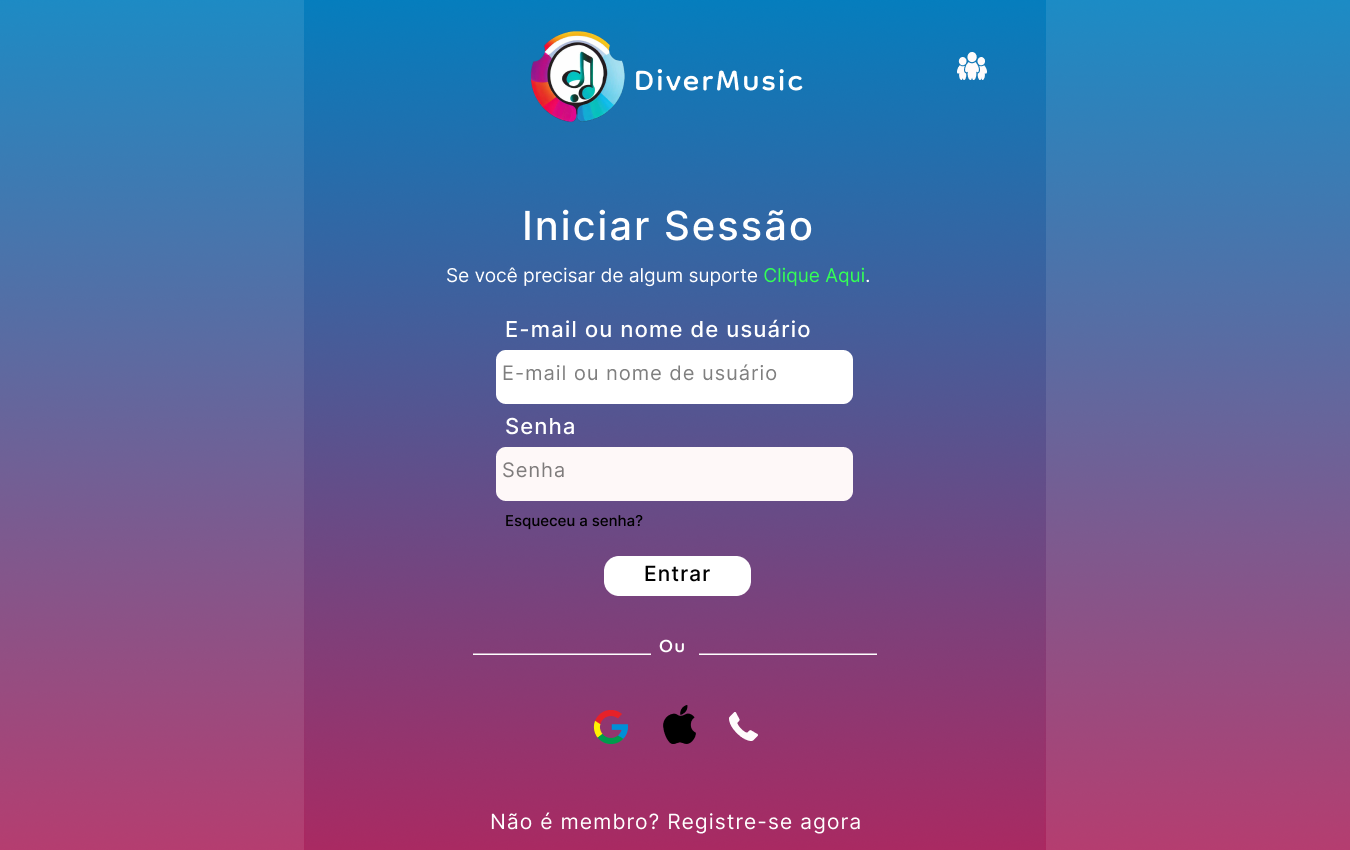 DiverMusic
Iniciar Sessão
Se você precisar de algum suporte Clique Aqui.
E-mail ou nome de usuário
E-mail ou nome de usuário
Senha
Senha
Esqueceu a senha?
Entrar
Ou
Não é membro? Registre-se agora